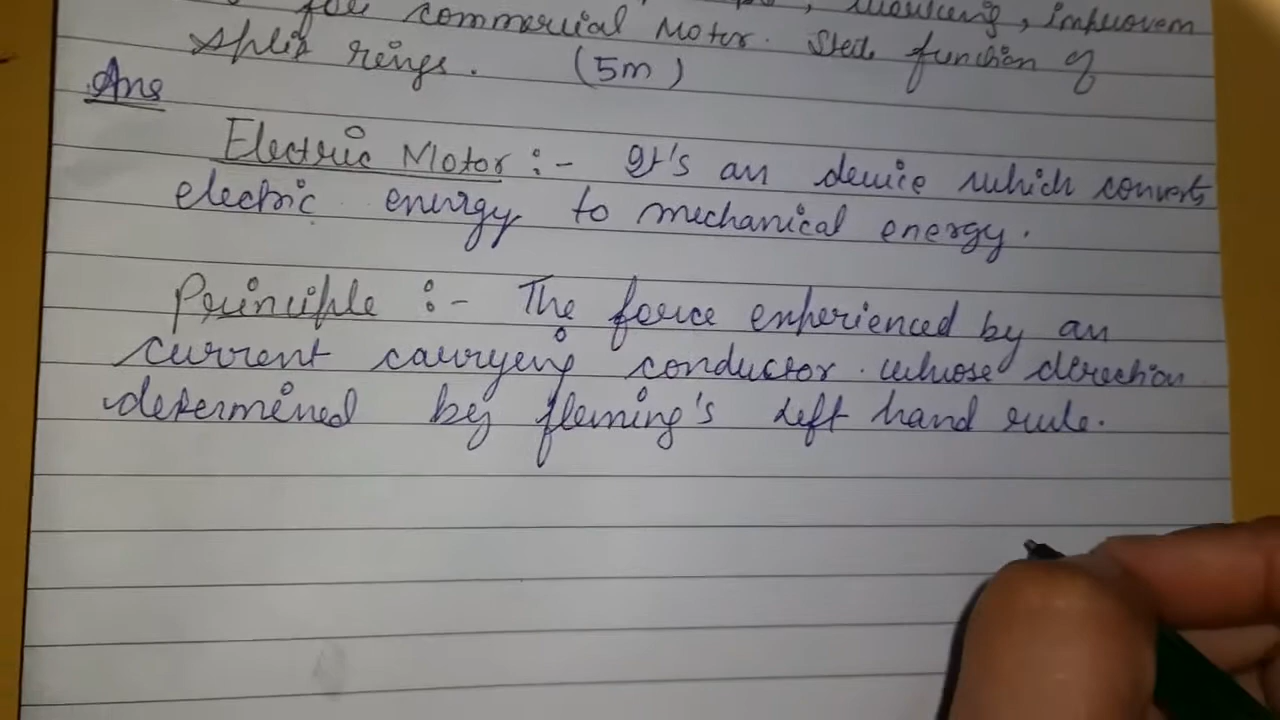 for commercial Motor. State function of
split rings. (5m)
Ans
Electric Motor :- It's an device which converts
electric energy to mechanical energy.
Principle :- The force experienced by an
current carrying conductor. whose direction
determined by fleming's Left hand rule.